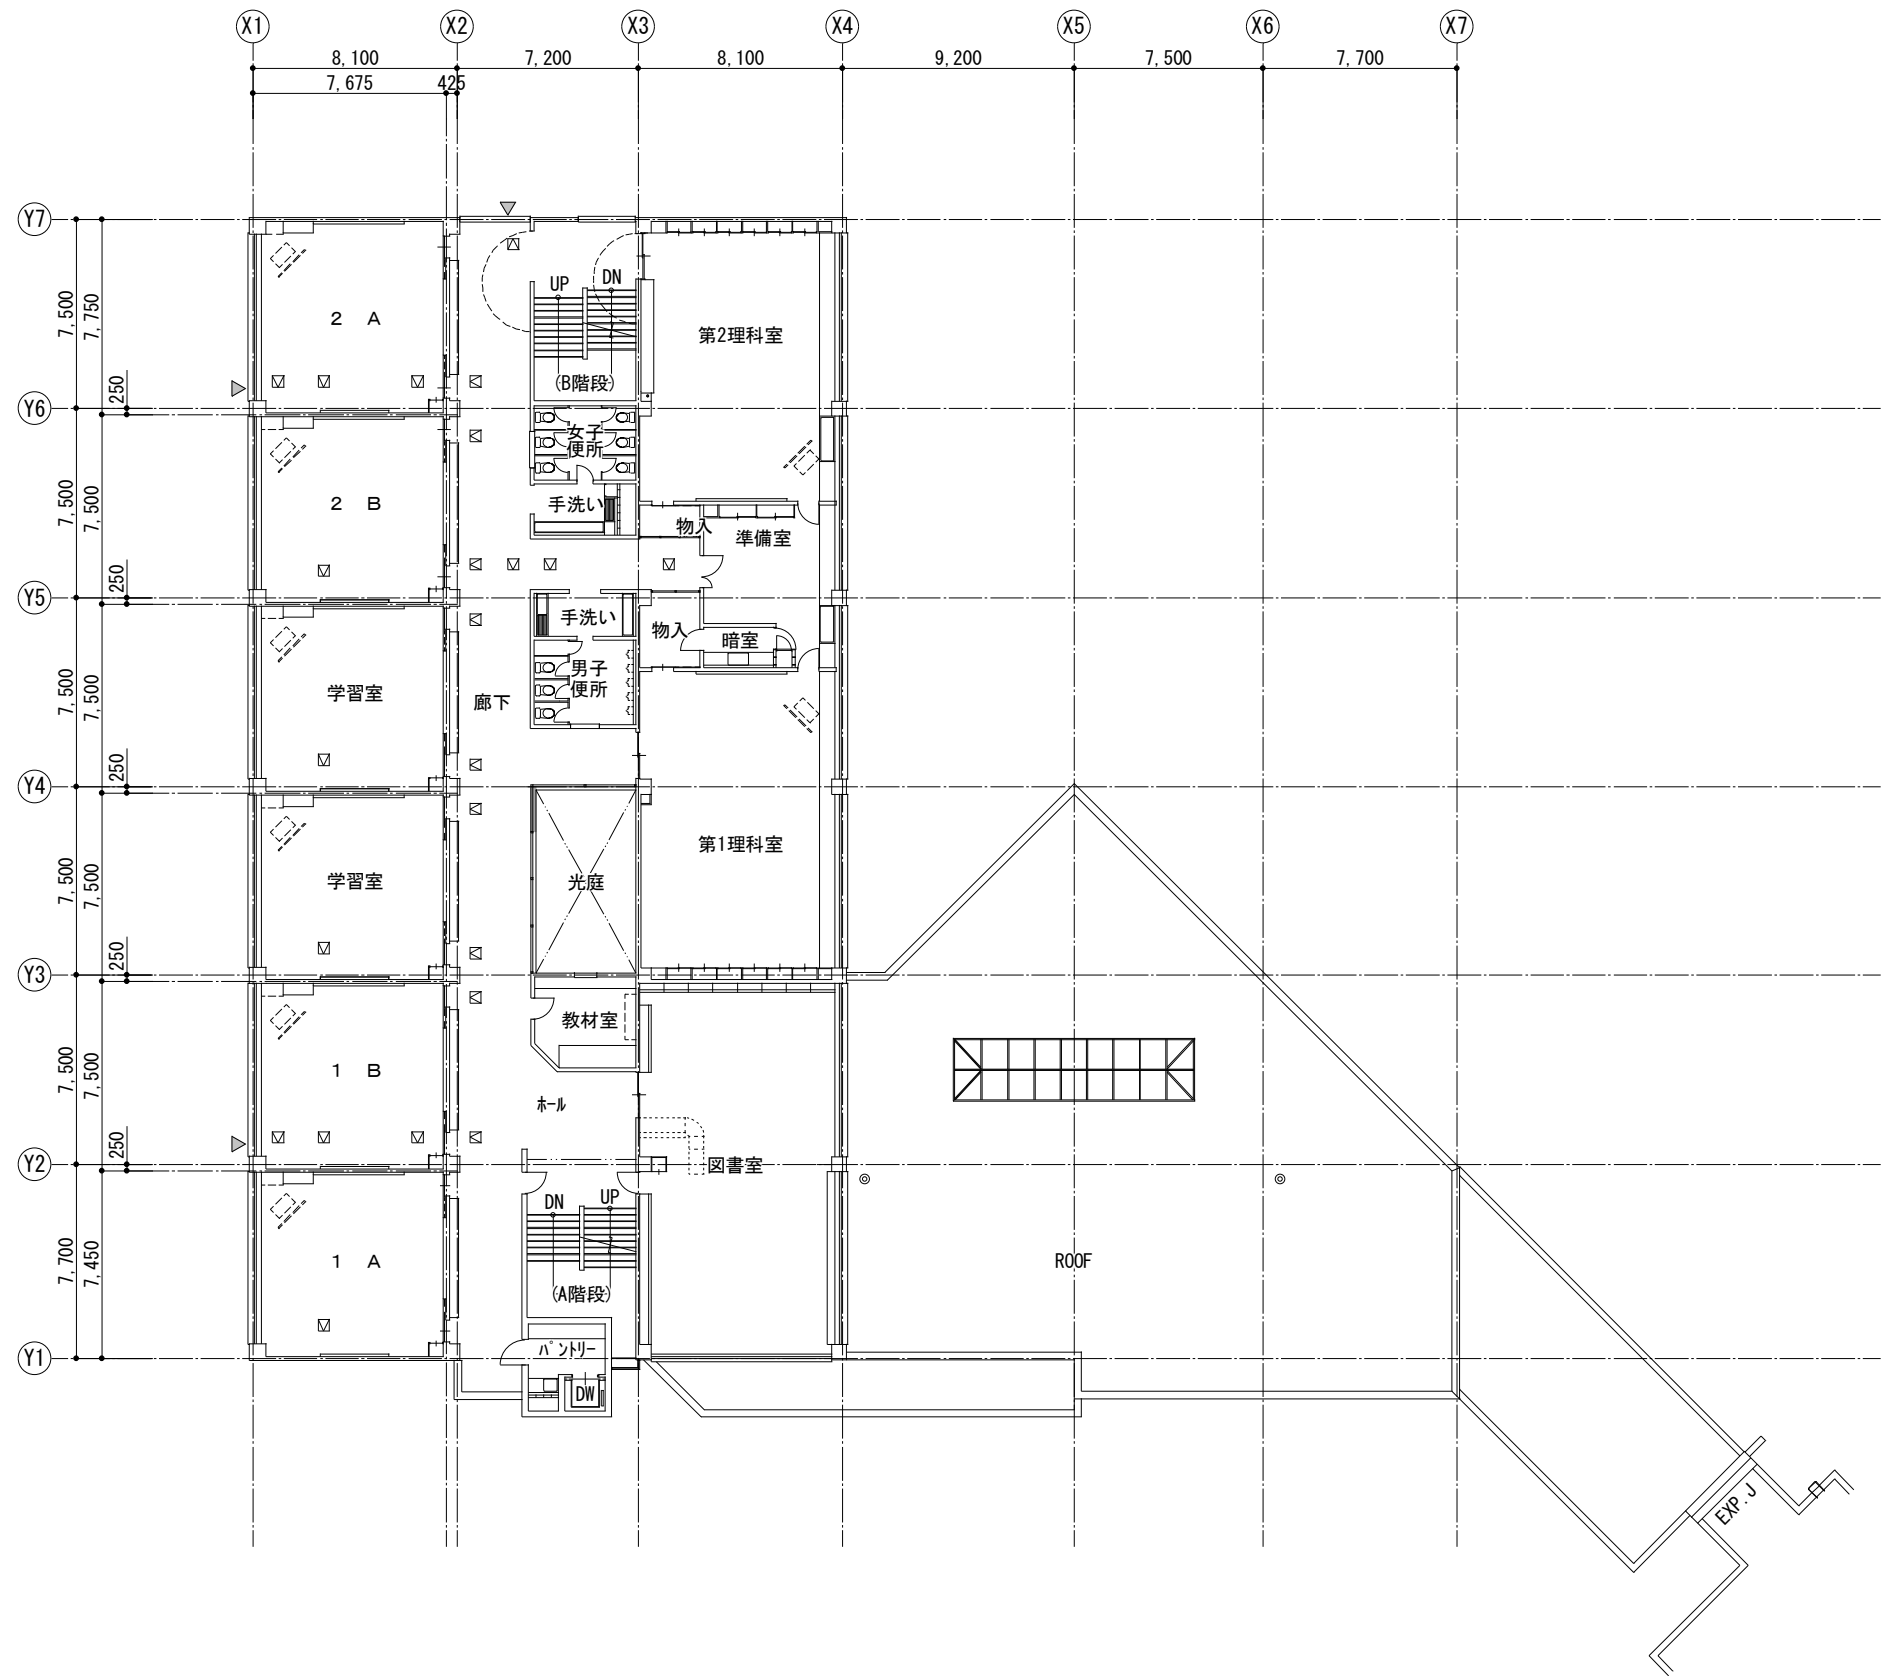 X1 X2 X3 X4 X5 X6 X7
8,100 7,200 8,100 9,200 7,500 7,700
7,675 425
Y7
7,500
7,750
UP DN
2 A
第2理科室
(B階段)
250
Y6
女子
便所
7,500
7,500
2 B
手洗い
物入
準備室
250
Y5
手洗い
物入
暗室
男子
便所
7,500
7,500
学習室
廊下
250
Y4
第1理科室
7,500
7,500
学習室
光庭
250
Y3
教材室
7,500
7,500
1 B
ホール
250
Y2
図書室
DN UP
7,700
7,450
1 A
ROOF
(A階段)
Y1
パントリー
DW
EXP.J